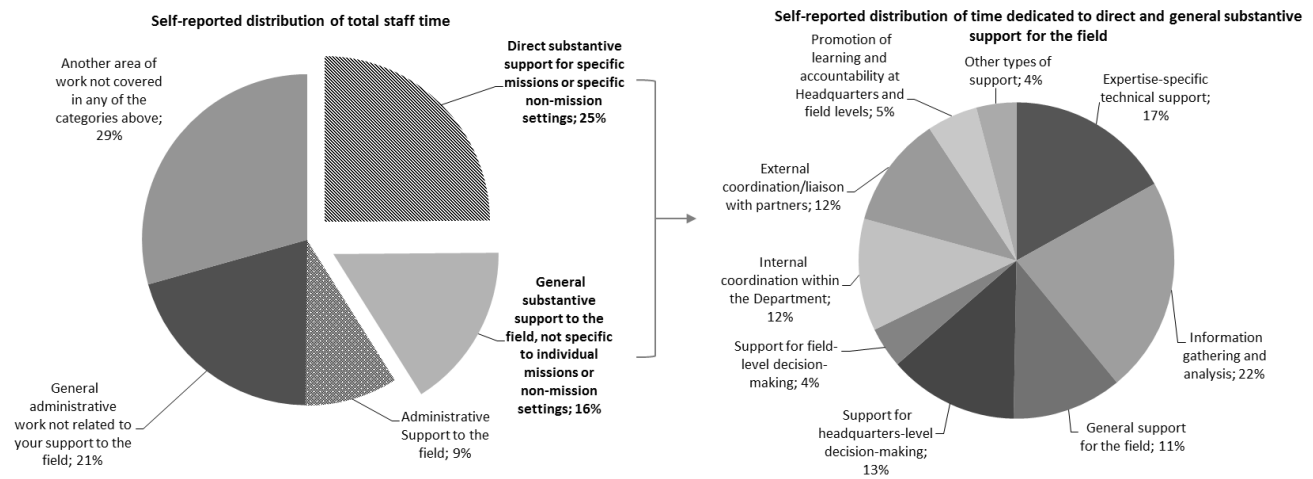 Self-reported distribution of total staff time
Another area of
work not covered
in any of the
categories above;
29%
Direct substantive
support for specific
missions or specific
non-mission
settings; 25%
General
substantive
support to the
field, not specific
to individual
missions or
non-mission
settings; 16%
Administrative
Support to the
field; 9%
General
administrative
work not related to
your support to the
field; 21%
Self-reported distribution of time dedicated to direct and general substantive
support for the field
Promotion of
learning and
accountability at
Headquarters and
field levels; 5%
Other types of
support; 4%
Expertise-specific
technical support;
17%
External
coordination/liaison
with partners; 12%
Internal
coordination within
the Department;
12%
Support for field-
level decision-
making; 4%
Support for
headquarters-level
decision-making;
13%
General support
for the field; 11%
Information
gathering and
analysis; 22%